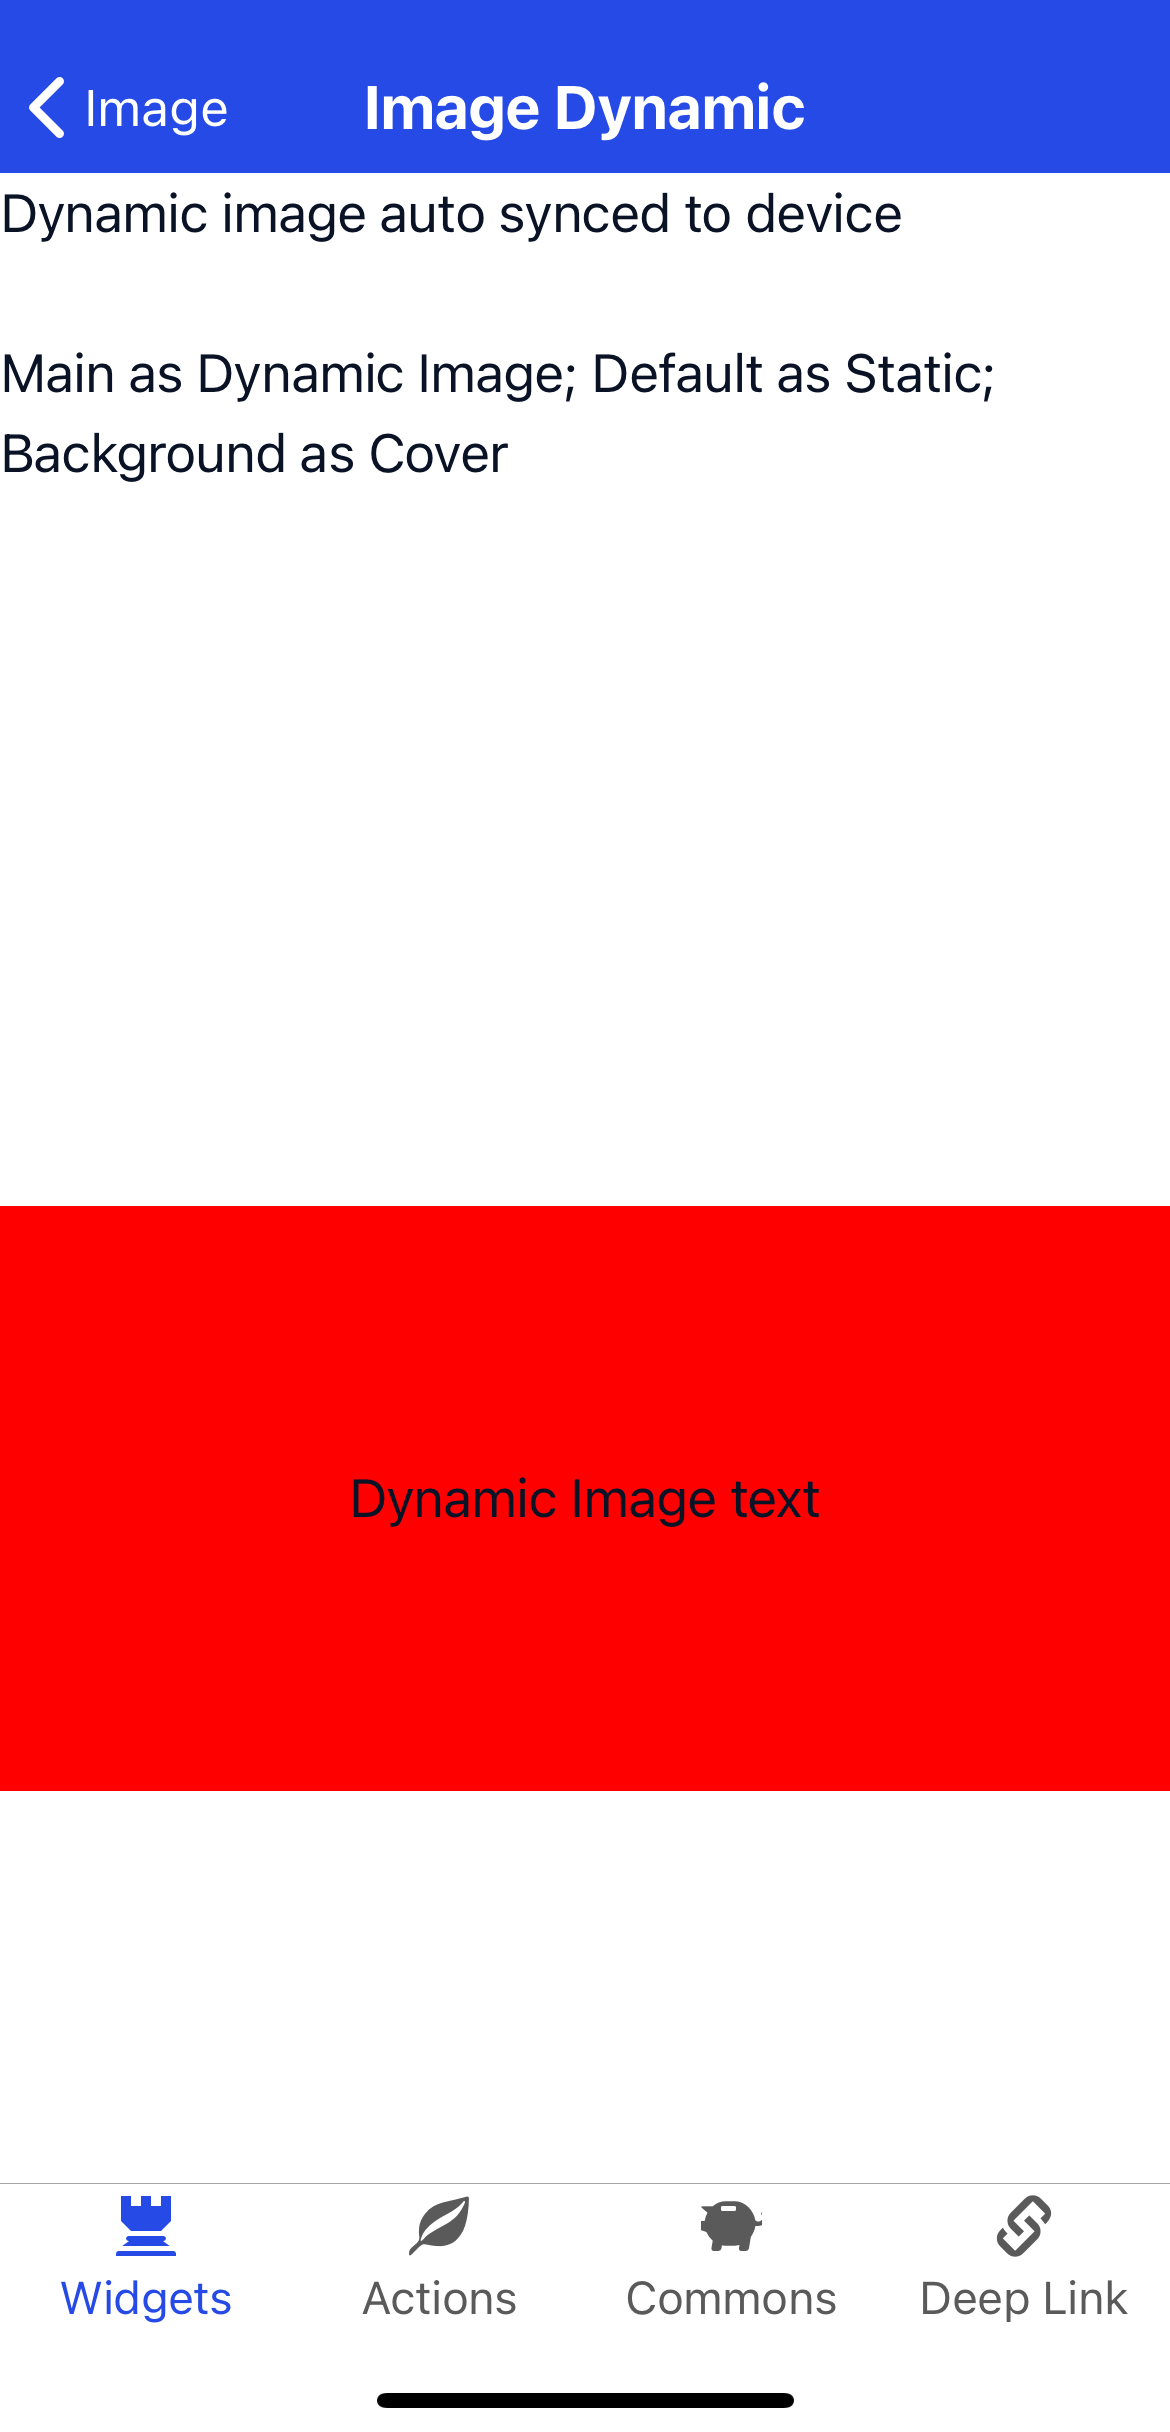 Image
Image Dynamic
Dynamic image auto synced to device
Main as Dynamic Image; Default as Static;
Background as Cover
Dynamic Image text
Widgets
Actions
Commons
Deep Link